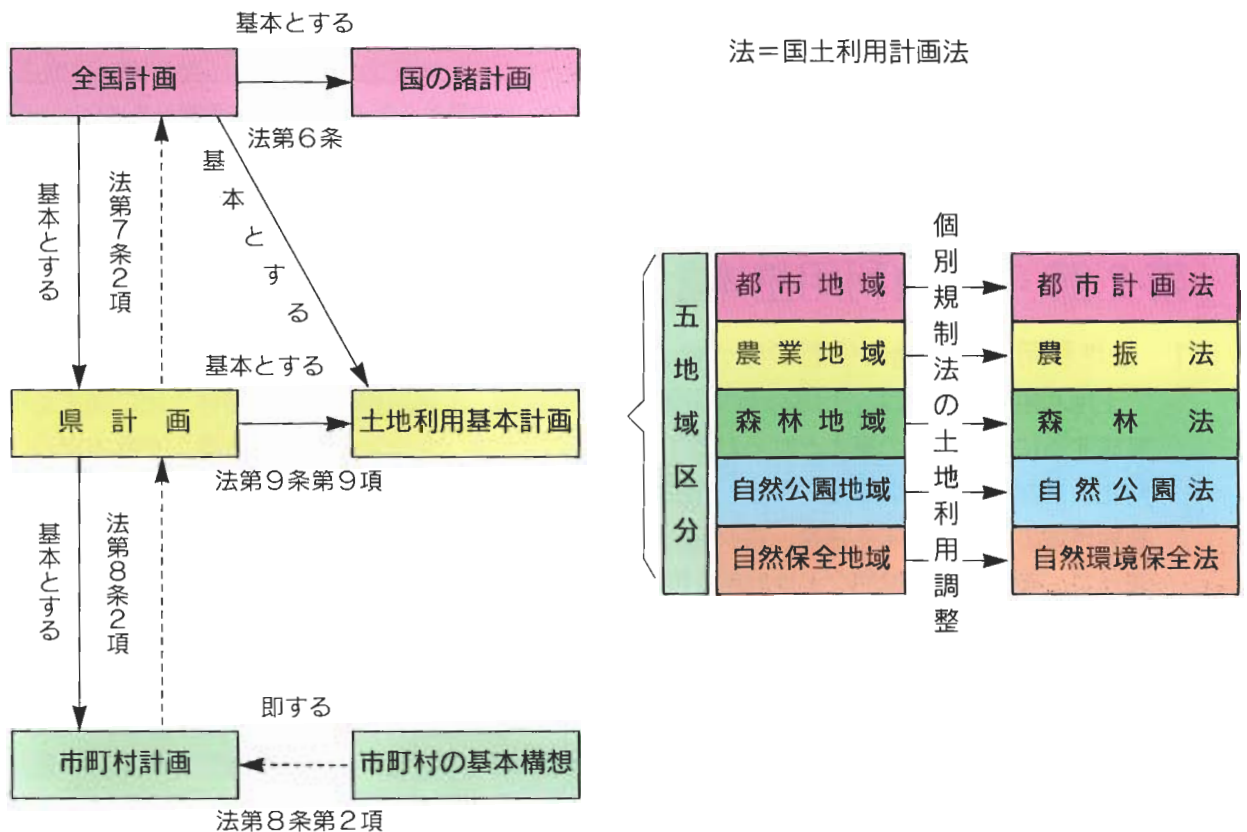 基本とする
法=国土利用計画法
全国計画
国の諸計画
法第6条
基本とする
基本とする
法第7条2項
県計画
基本とする
土地利用基本計画
法第9条第9項
基本とする
法第8条2項
市町村計画
即する
市町村の基本構想
法第8条第2項
五地域区分
都市地域
農業地域
森林地域
自然公園地域
自然保全地域
個別規制法の土地利用調整
都市計画法
農振法
森林法
自然公園法
自然環境保全法